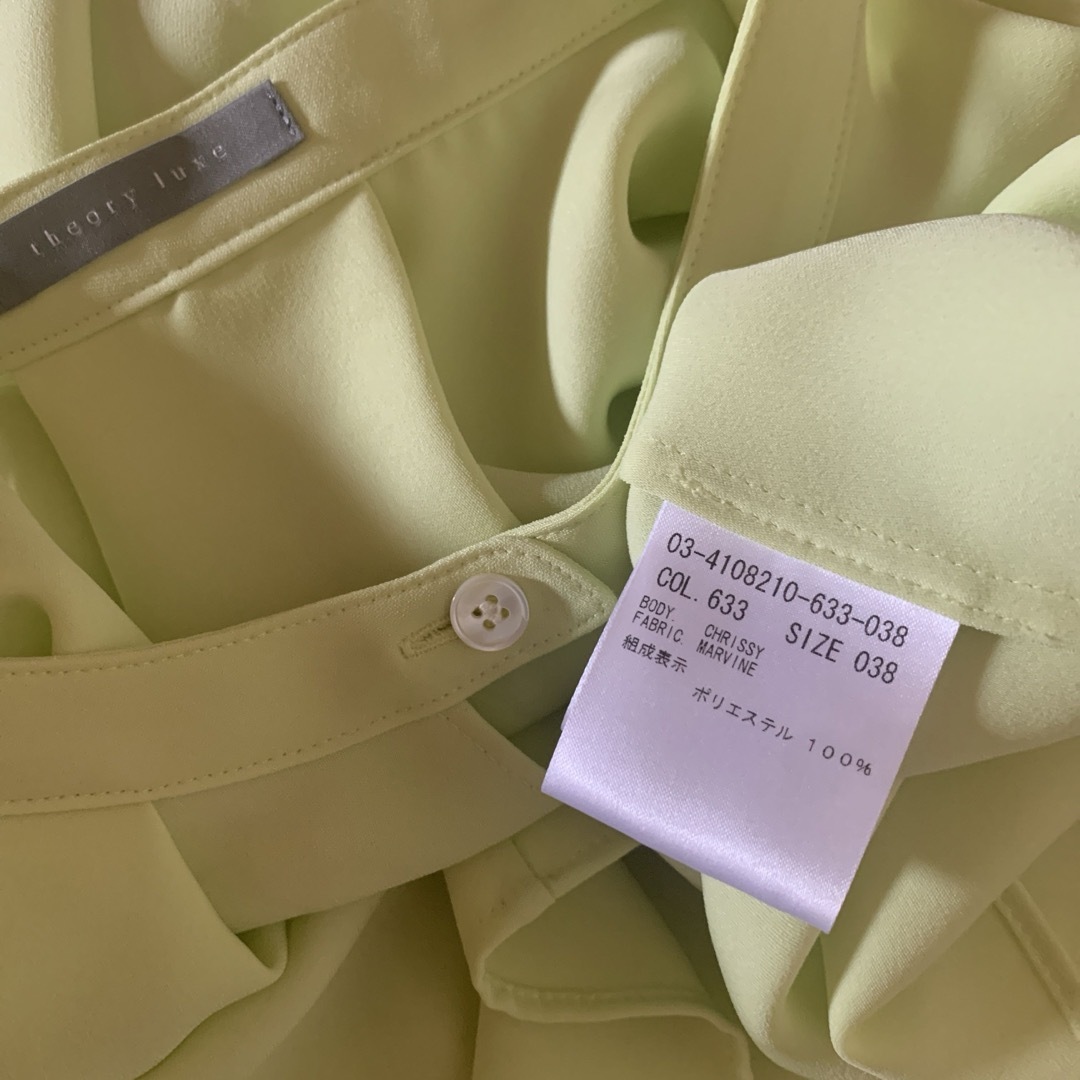 theory luxe
03-4108210-633-038
COL. 633 SIZE 038
BODY. CHRISSY
FABRIC. MARVINE
組成表示
ポリエステル 100%